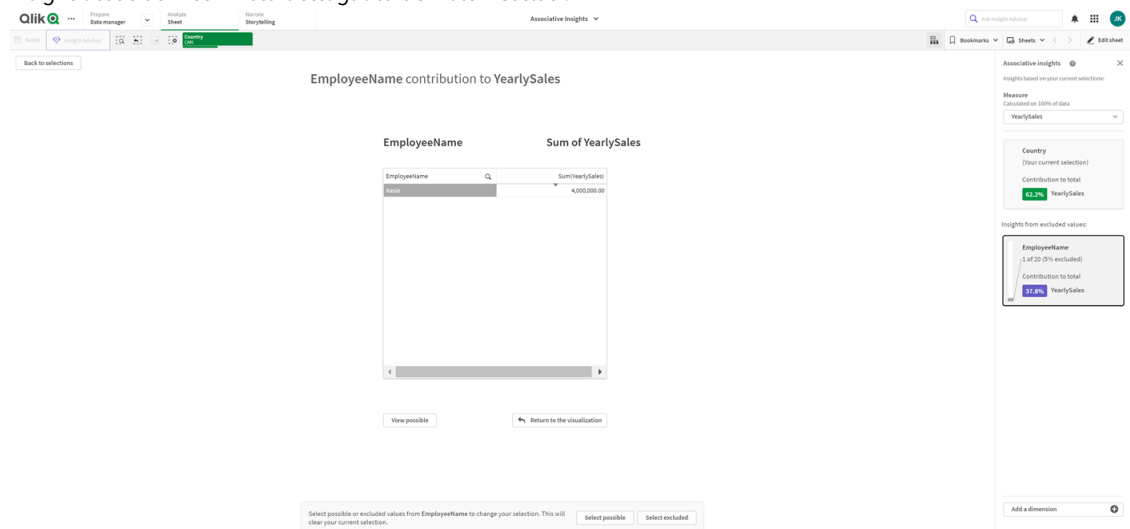 Qlik
Prepare
Data manager
Analyze
Sheet
Narrate
Storytelling
Associative Insights
Ask Insight Advisor
JK
Notes
Insight Advisor
Country
CAN
Bookmarks
Sheets
Edit sheet
Back to selections
EmployeeName contribution to YearlySales
EmployeeName
Sum of YearlySales
EmployeeName
Sum(YearlySales)
Kasie
4,000,000.00
View possible
Return to the visualization
Select possible or excluded values from EmployeeName to change your selection. This will
clear your current selection.
Select possible
Select excluded
Associative insights
Insights based on your current selections:
Measure
Calculated on 100% of data
YearlySales
Country
(Your current selection)
Contribution to total
62.2% YearlySales
Insights from excluded values:
EmployeeName
1 of 20 (5% excluded)
Contribution to total
37.8% YearlySales
Add a dimension